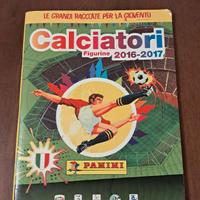 LE GRANDI RACCOLTE PER LA GIOVENTÙ
Calciatori
Figurine 2016-2017
PANINI